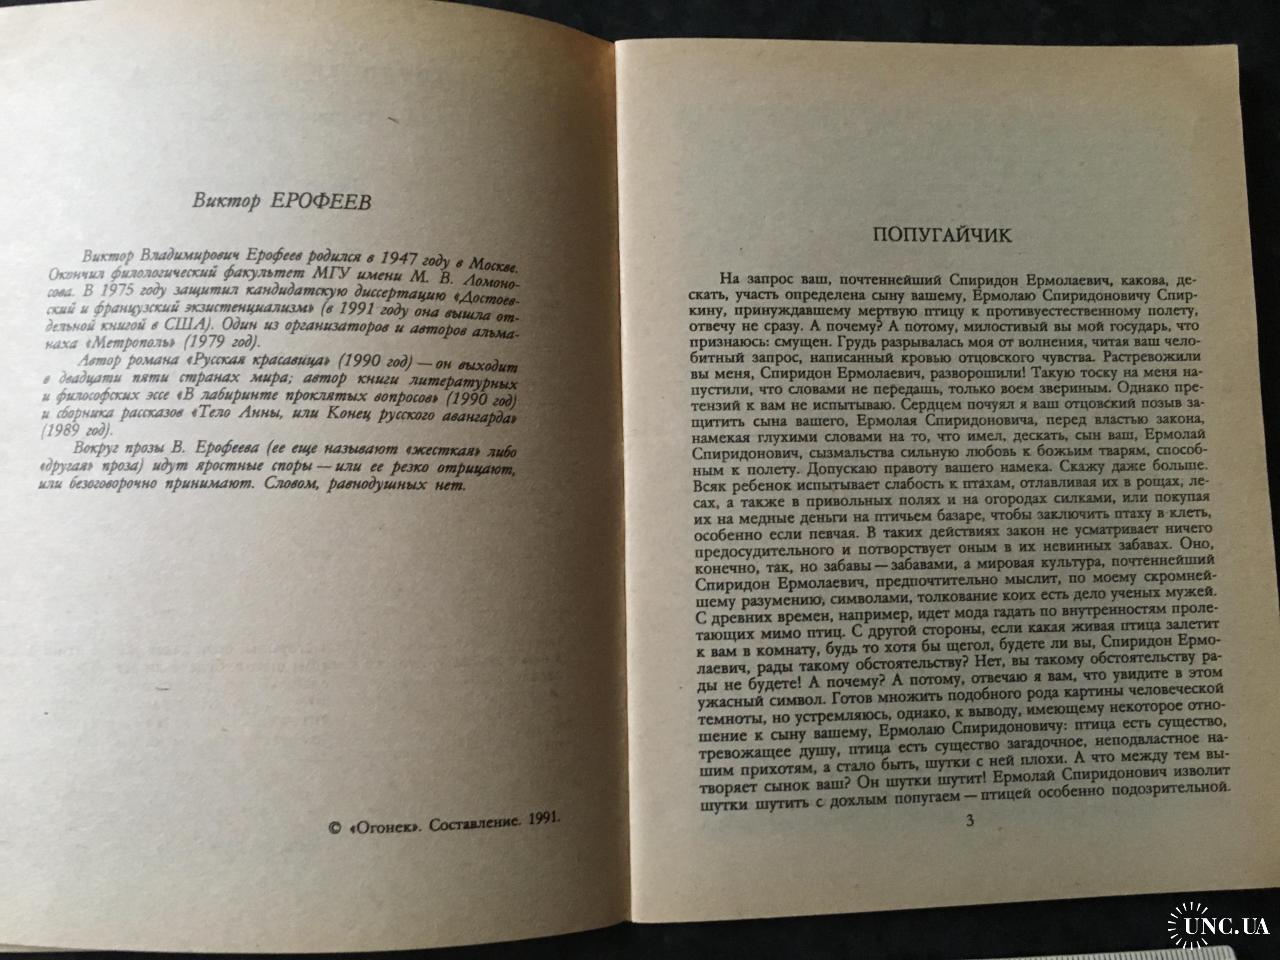 Виктор ЕРОФЕЕВ
Виктор Владимирович Ерофеев родился в 1947 году в Москве.
Окончил филологический факультет МГУ имени М. В. Ломоно-
сова. В 1975 году защитил кандидатскую диссертацию «Достоев-
ский и французский экзистенциализм» (в 1991 году она вышла от-
дельной книгой в США). Один из организаторов и авторов альма-
наха «Метрополь» (1979 год).
Автор романа «Русская красавица» (1990 год) — он выходит
в двадцати пяти странах мира; автор книги литературных
и философских эссе «В лабиринте проклятых вопросов» (1990 год)
и сборника рассказов «Тело Анны, или Конец русского авангарда»
(1989 год).
Вокруг прозы В. Ерофеева (ее еще называют «жесткая» либо
«другая» проза) идут яростные споры — или ее резко отрицают,
или безоговорочно принимают. Словом, равнодушных нет.
© «Огонек». Составление. 1991.
ПОПУГАЙЧИК
На запрос ваш, почтеннейший Спиридон Ермолаевич, какова, де-
скать, участь определена сыну вашему, Ермолаю Спиридоновичу Спир-
кину, принуждавшему мертвую птицу к противуестественному полету,
отвечу не сразу. А почему? А потому, милостивый вы мой государь, что
признаюсь: смущен. Грудь разрывалась моя от волнения, читая ваш чело-
битный запрос, написанный кровью отцовского чувства. Растревожили
вы меня, Спиридон Ермолаевич, разворошили! Такую тоску на меня на-
пустили, что словами не передашь, только воем звериным. Однако пре-
тензий к вам не испытываю. Сердцем почуял я ваш отцовский позыв за-
щитить сына вашего, Ермолая Спиридоновича, перед властью закона,
намекая глухими словами на то, что имел, дескать, сын ваш, Ермолай
Спиридонович, сызмальства сильную любовь к божьим тварям, способ-
ным к полету. Допускаю правоту вашего намека. Скажу даже больше.
Всяк ребенок испытывает слабость к птахам, отлавливая их в рощах, ле-
сах, а также в привольных полях и на огородах силками, или покупая
их на медные деньги на птичьем базаре, чтобы заключить птаху в клеть,
особенно если певчая. В таких действиях закон не усматривает ничего
предосудительного и потворствует оным в их невинных забавах. Оно,
конечно, так, но забавы — забавами, а мировая культура, почтеннейший
Спиридон Ермолаевич, предпочтительно мыслит, по моему скромней-
шему разумению, символами, толкование коих есть дело ученых мужей.
С древних времен, например, идет мода гадать по внутренностям проле-
тающих мимо птиц. С другой стороны, если какая живая птица залетит
к вам в комнату, будь то хотя бы щегол, будете ли вы, Спиридон Ермо-
лаевич, рады такому обстоятельству? Нет, вы такому обстоятельству ра-
ды не будете! А почему? А потому, отвечаю я вам, что увидите в этом
ужасный символ. Готов множить подобного рода картины человеческой
темноты, но устремляюсь, однако, к выводу, имеющему некоторое отно-
шение к сыну вашему, Ермолаю Спиридоновичу: птица есть существо,
тревожащее душу, птица есть существо загадочное, неподвластное на-
шим прихотям, а стало быть, шутки с ней плохи. А что между тем вы-
творяет сынок ваш? Он шутки шутит! Ермолай Спиридонович изволит
шутки шутить с дохлым попугаем — птицей особенно подозрительной.
3
UNC.UA